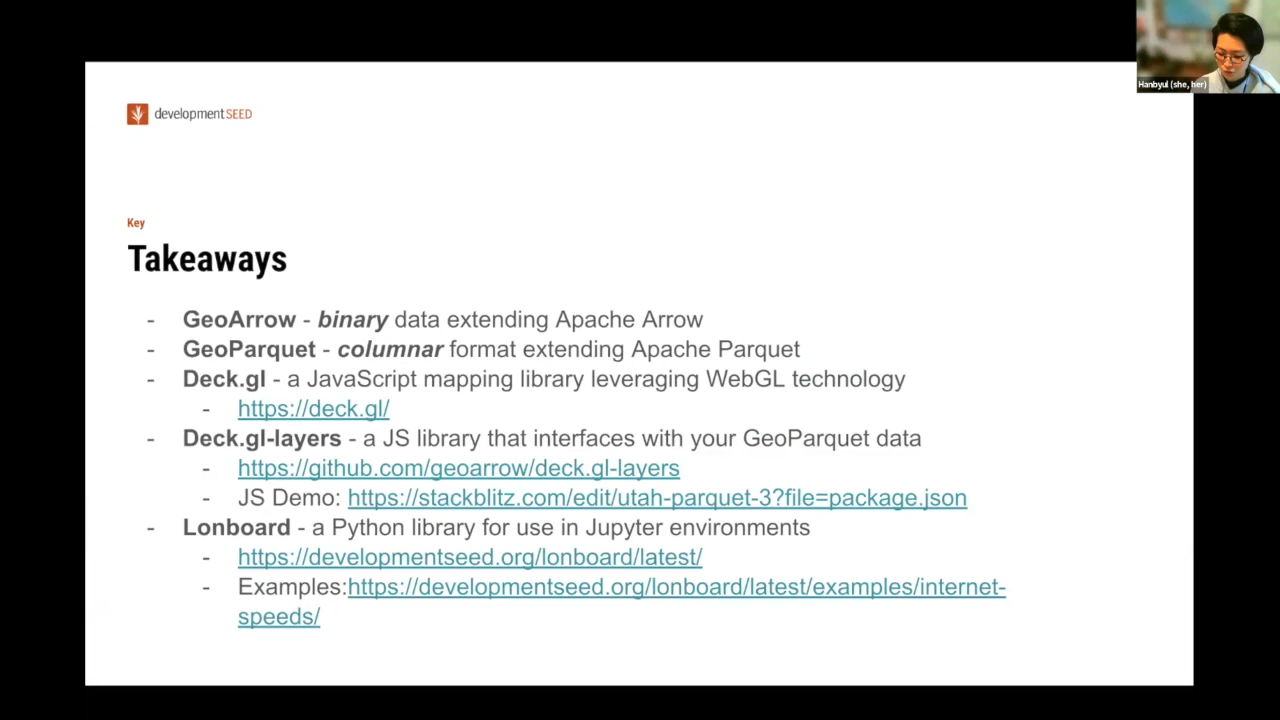 Hanbyul (she, her)
developmentSEED
Key
Takeaways
- GeoArrow - binary data extending Apache Arrow
- GeoParquet - columnar format extending Apache Parquet
- Deck.gl - a JavaScript mapping library leveraging WebGL technology
- https://deck.gl/
- Deck.gl-layers - a JS library that interfaces with your GeoParquet data
- https://github.com/geoarrow/deck.gl-layers
- JS Demo: https://stackblitz.com/edit/utah-parquet-3?file=package.json
- Lonboard - a Python library for use in Jupyter environments
- https://developmentseed.org/lonboard/latest/
- Examples:https://developmentseed.org/lonboard/latest/examples/internet-
speeds/